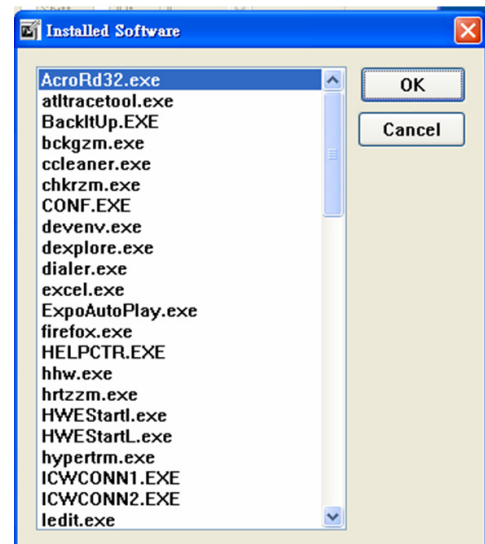 Installed Software
AcroRd32.exe
OK
atltracetool.exe
BackItUp.EXE
Cancel
bckgzm.exe
ccleaner.exe
chkrzm.exe
CONF.EXE
devenv.exe
dexplore.exe
dialer.exe
excel.exe
ExpoAutoPlay.exe
firefox.exe
HELPCTR.EXE
hhw.exe
hrtzzm.exe
HWEStartI.exe
HWEStartL.exe
hypertrm.exe
ICWCONN1.EXE
ICWCONN2.EXE
Iedit.exe